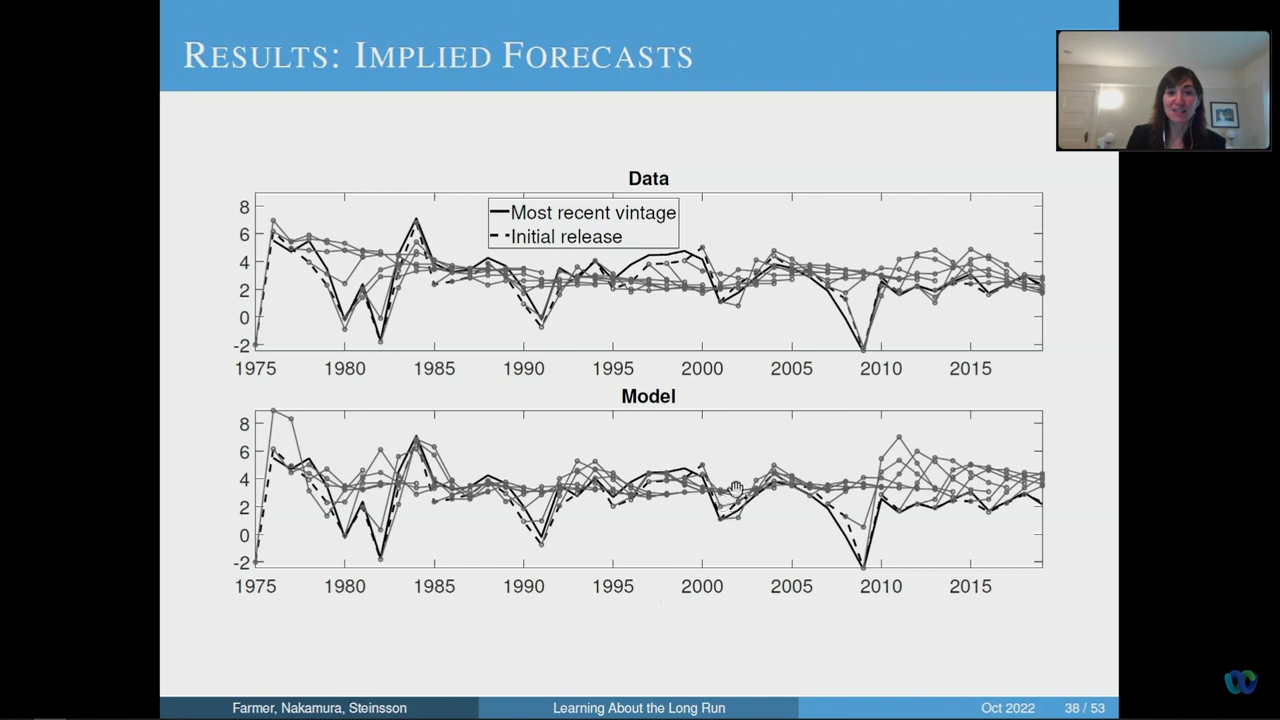 RESULTS: IMPLIED FORECASTS
Data
Most recent vintage
Initial release
8
6
4
2
0
-2
1975 1980 1985 1990 1995 2000 2005 2010 2015
Model
8
6
4
2
0
-2
1975 1980 1985 1990 1995 2000 2005 2010 2015
Farmer, Nakamura, Steinsson Learning About the Long Run Oct 2022 38 / 53